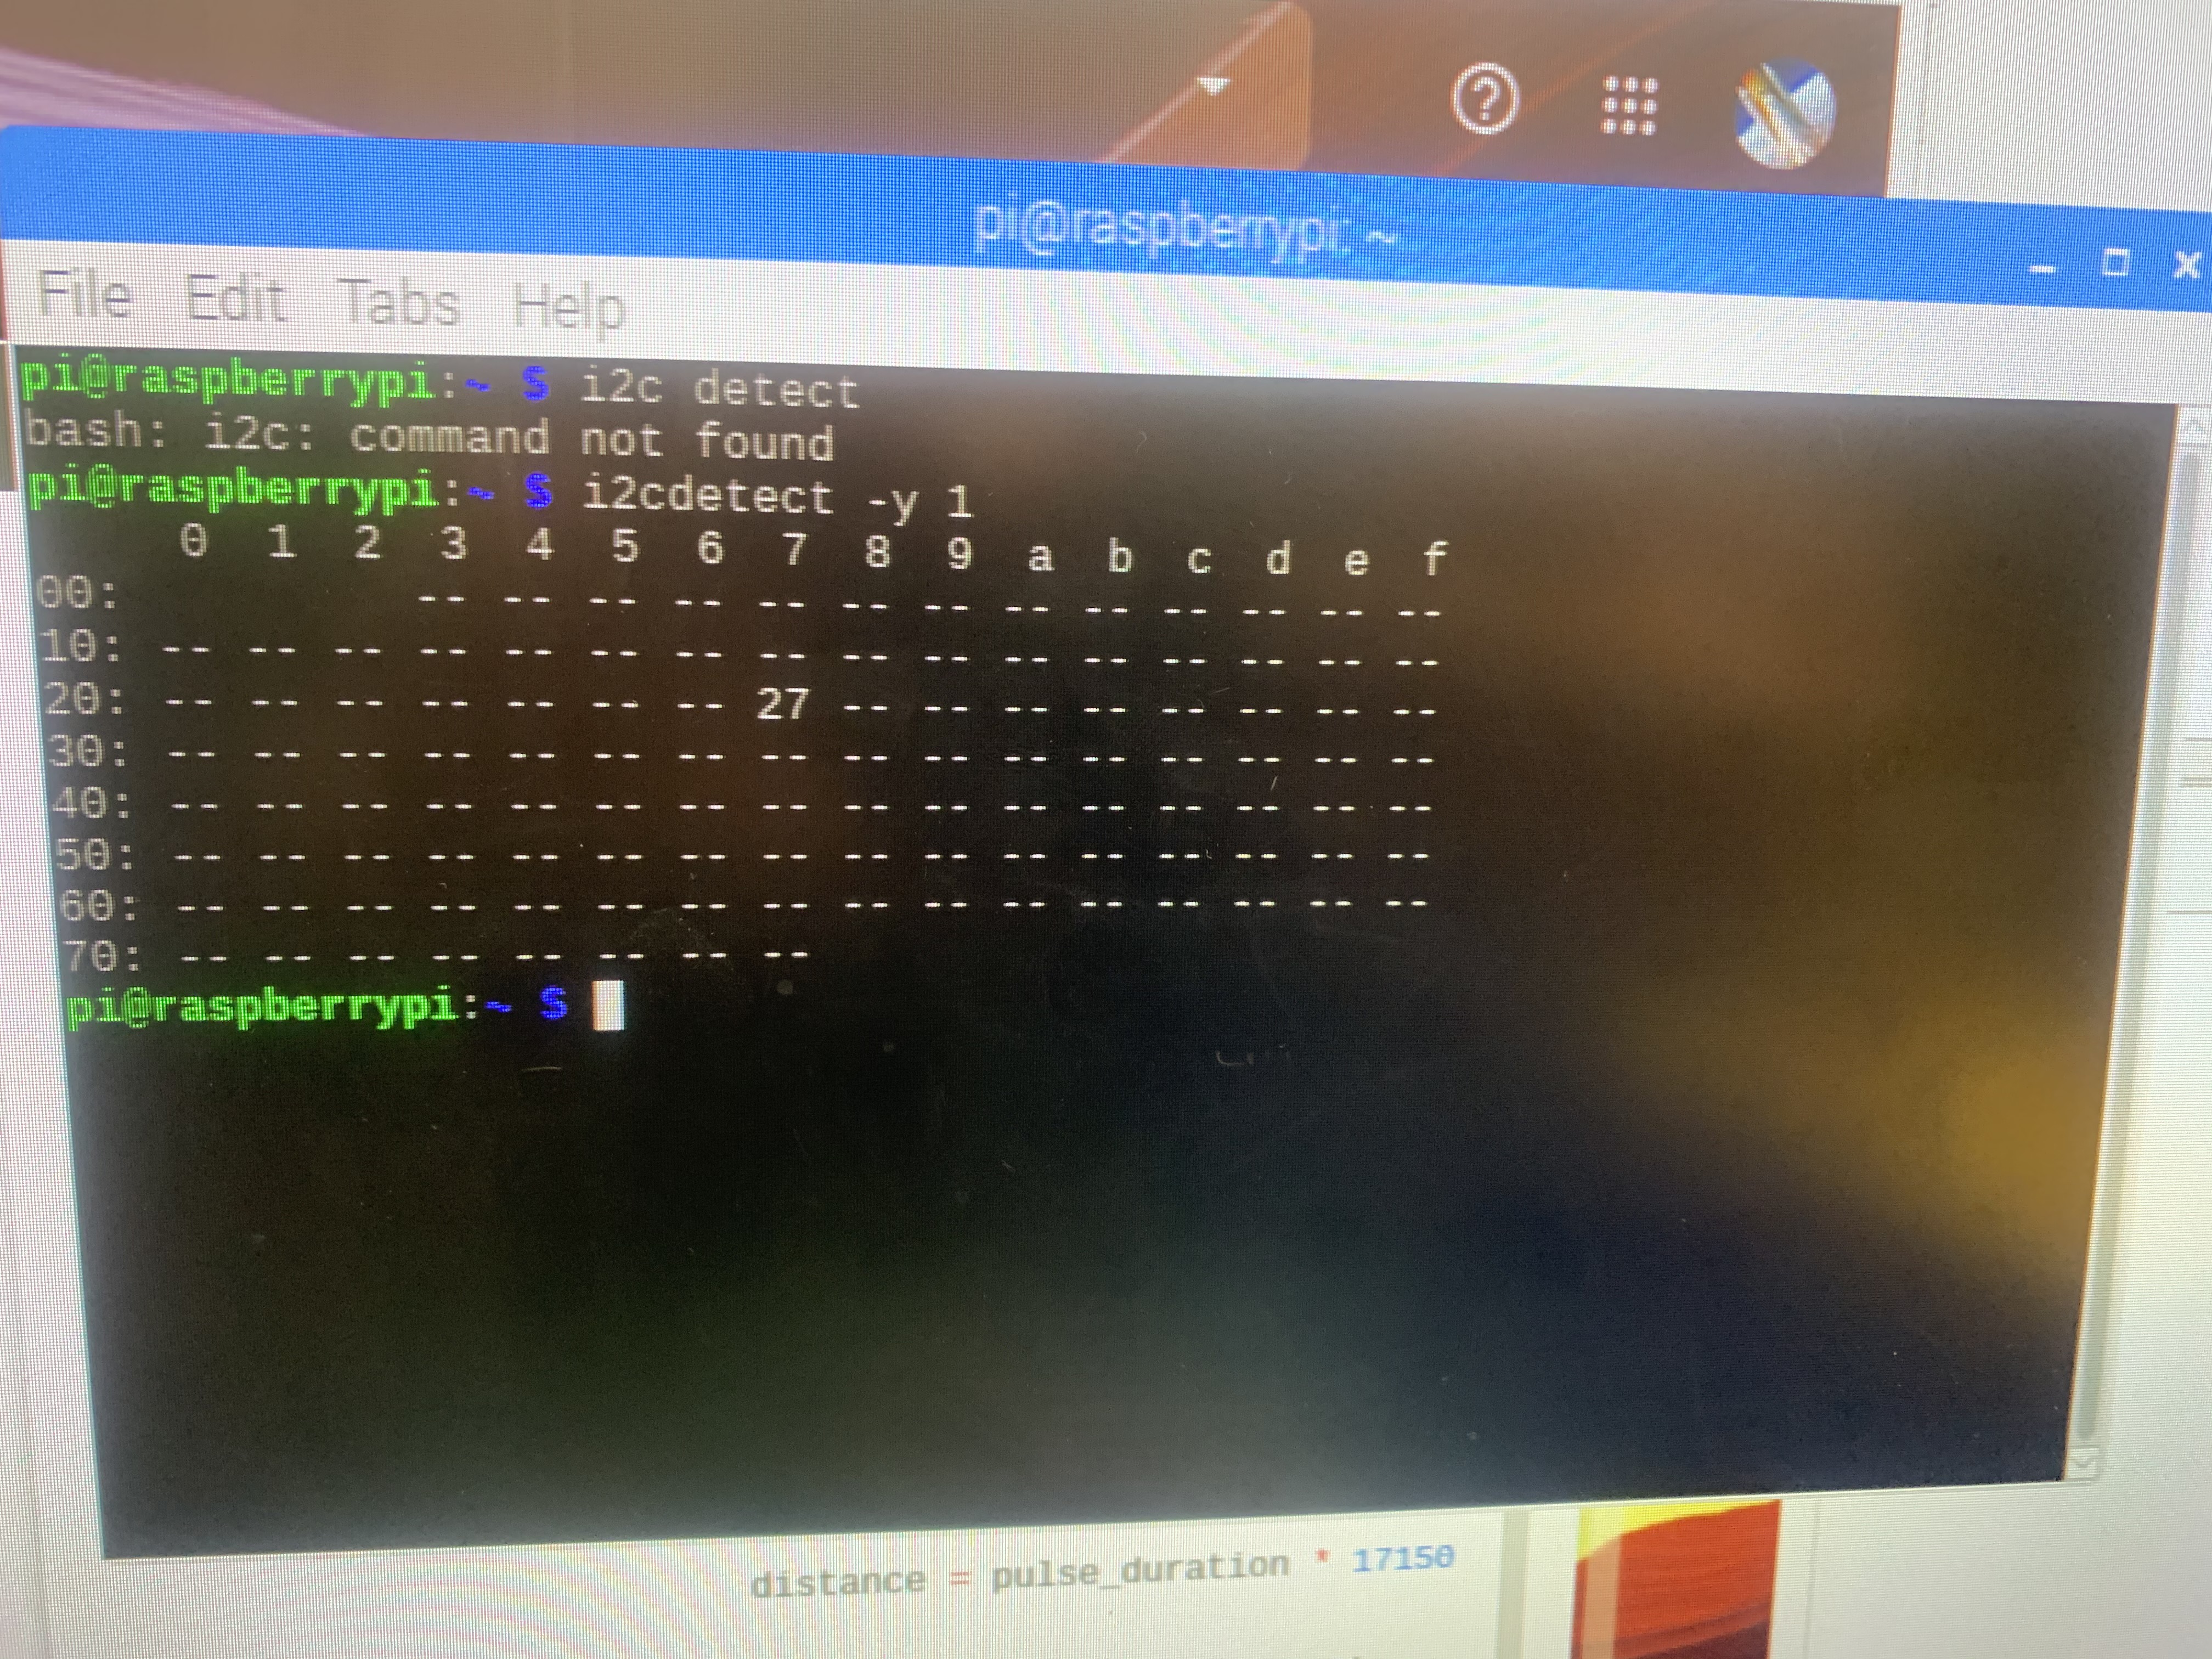 pi@raspberrypi: ~
File Edit Tabs Help
pi@raspberrypi:~ $ i2c detect
bash: i2c: command not found
pi@raspberrypi:~ $ i2cdetect -y 1
     0  1  2  3  4  5  6  7  8  9  a  b  c  d  e  f
00:          -- -- -- -- -- -- -- -- -- -- -- -- --
10: -- -- -- -- -- -- -- -- -- -- -- -- -- -- -- --
20: -- -- -- -- -- -- -- 27 -- -- -- -- -- -- -- --
30: -- -- -- -- -- -- -- -- -- -- -- -- -- -- -- --
40: -- -- -- -- -- -- -- -- -- -- -- -- -- -- -- --
50: -- -- -- -- -- -- -- -- -- -- -- -- -- -- -- --
60: -- -- -- -- -- -- -- -- -- -- -- -- -- -- -- --
70: -- -- -- -- -- -- -- --
pi@raspberrypi:~ $
distance = pulse_duration * 17150